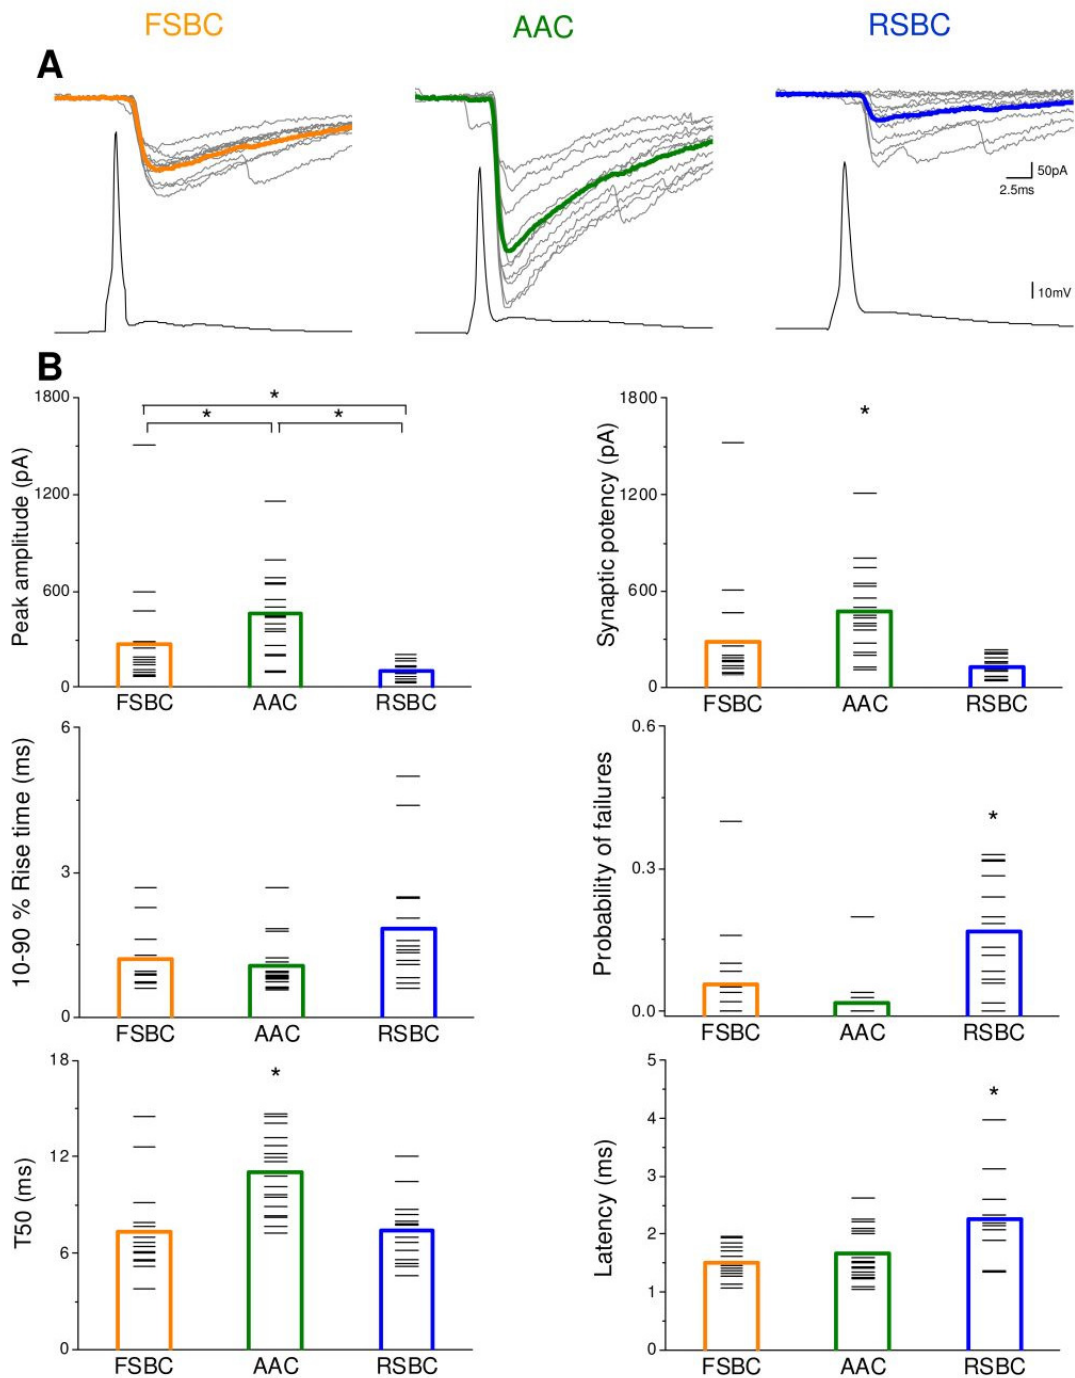 FSBC AAC RSBC
A
50pA
2.5ms
10mV
B
1800
1200
600
0
Peak amplitude (pA)
* * *
FSBC AAC RSBC
1800
1200
600
0
Synaptic potency (pA)
*
FSBC AAC RSBC
6
3
0
10-90 % Rise time (ms)
FSBC AAC RSBC
0.6
0.3
0.0
Probability of failures
*
FSBC AAC RSBC
18
12
6
0
T50 (ms)
*
FSBC AAC RSBC
5
4
3
2
1
0
Latency (ms)
*
FSBC AAC RSBC